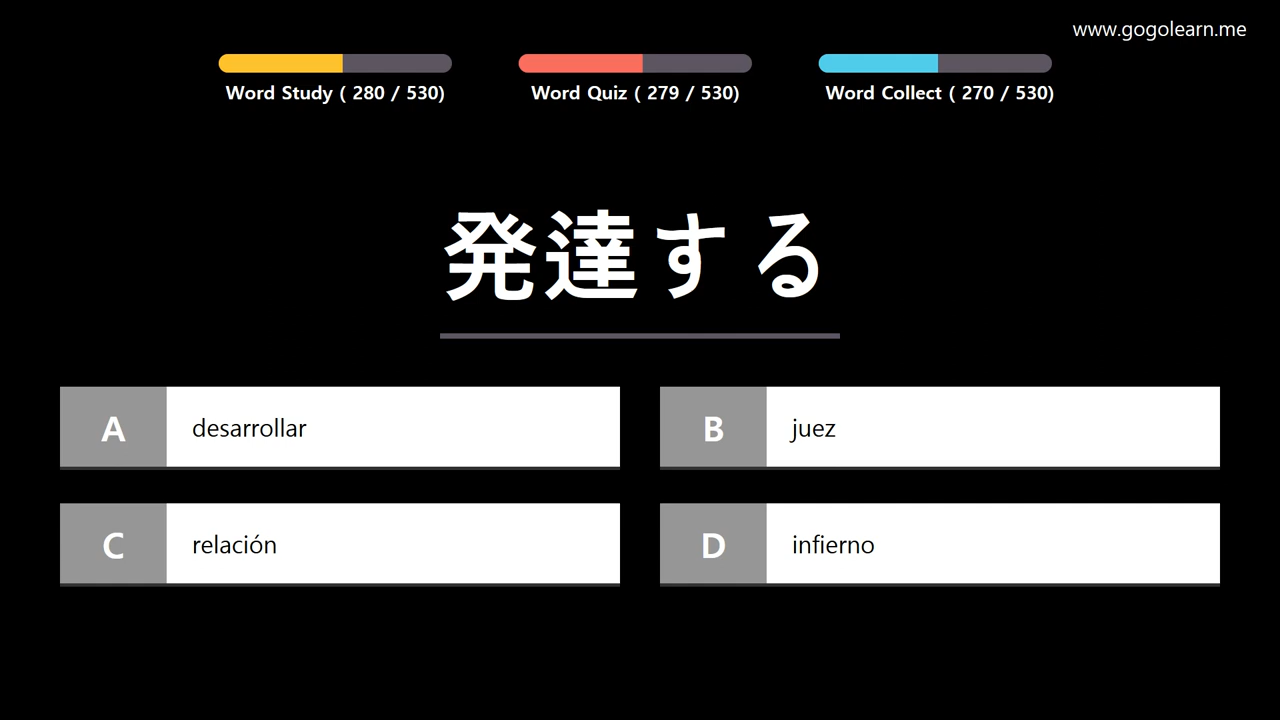 www.gogolearn.me
Word Study ( 280 / 530)
Word Quiz ( 279 / 530)
Word Collect ( 270 / 530)
発達する
A desarrollar
B juez
C relación
D infierno